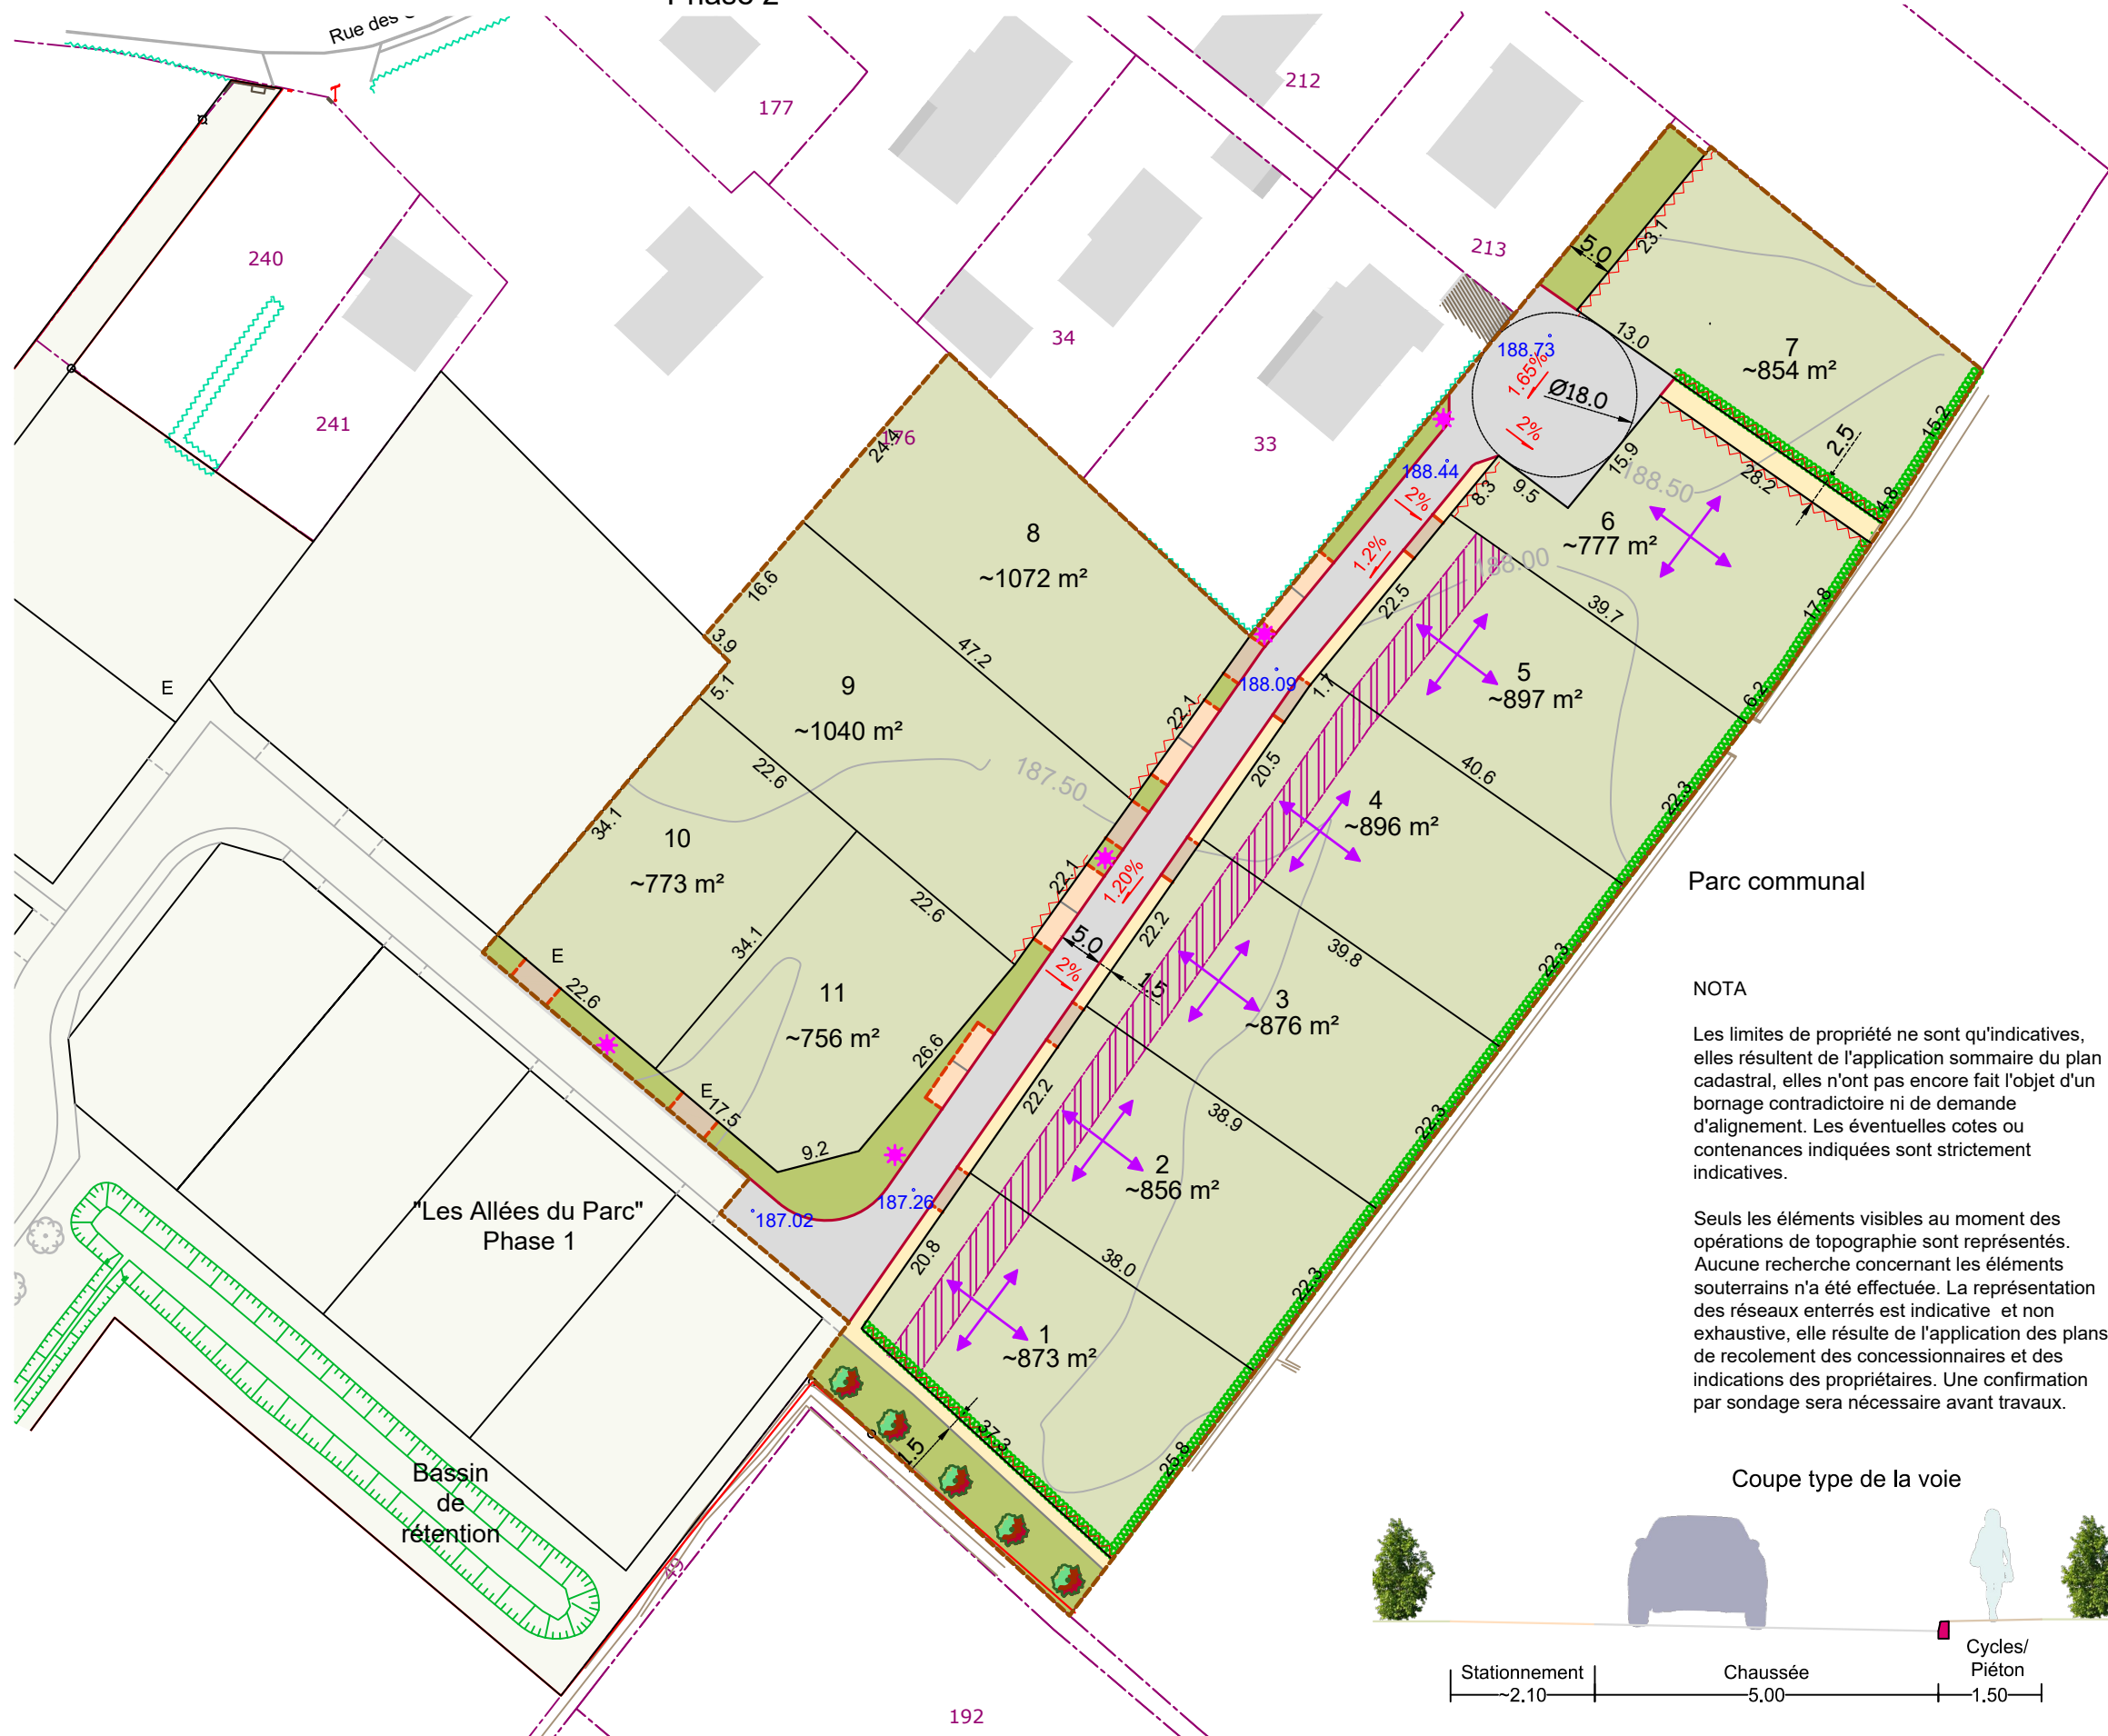 Phase 2
Rue des
177
212
213
240
241
34
33
176
24.4
5.0
23.1
13.0
7
~854 m²
188.73
1.65%
Ø18.0
2%
15.9
15.2
2.5
28.2
4.8
188.50
188.44
2%
8.3
9.5
6
~777 m²
8
~1072 m²
1.2%
188.00
22.5
39.7
17.8
16.6
3.9
5.1
47.2
9
~1040 m²
188.09
1.7
5
~897 m²
6.2
E
22.1
20.5
40.6
22.3
187.50
22.6
34.1
10
~773 m²
4
~896 m²
22.1
1.20%
Parc communal
22.6
34.1
5.0
2%
22.2
1.5
39.8
22.3
E
22.6
11
~756 m²
3
~876 m²
26.6
22.2
38.9
22.3
E
17.5
9.2
2
~856 m²
187.02
187.26
"Les Allées du Parc"
Phase 1
20.8
38.0
22.3
1
~873 m²
37.3
1.5
25.8
Bassin
de
rétention
49
192
NOTA
Les limites de propriété ne sont qu'indicatives,
elles résultent de l'application sommaire du plan
cadastral, elles n'ont pas encore fait l'objet d'un
bornage contradictoire ni de demande
d'alignement. Les éventuelles cotes ou
contenances indiquées sont strictement
indicatives.
Seuls les éléments visibles au moment des
opérations de topographie sont représentés.
Aucune recherche concernant les éléments
souterrains n'a été effectuée. La représentation
des réseaux enterrés est indicative et non
exhaustive, elle résulte de l'application des plans
de recolement des concessionnaires et des
indications des propriétaires. Une confirmation
par sondage sera nécessaire avant travaux.
Coupe type de la voie
Cycles/
Piéton
Stationnement
Chaussée
~2.10
5.00
1.50